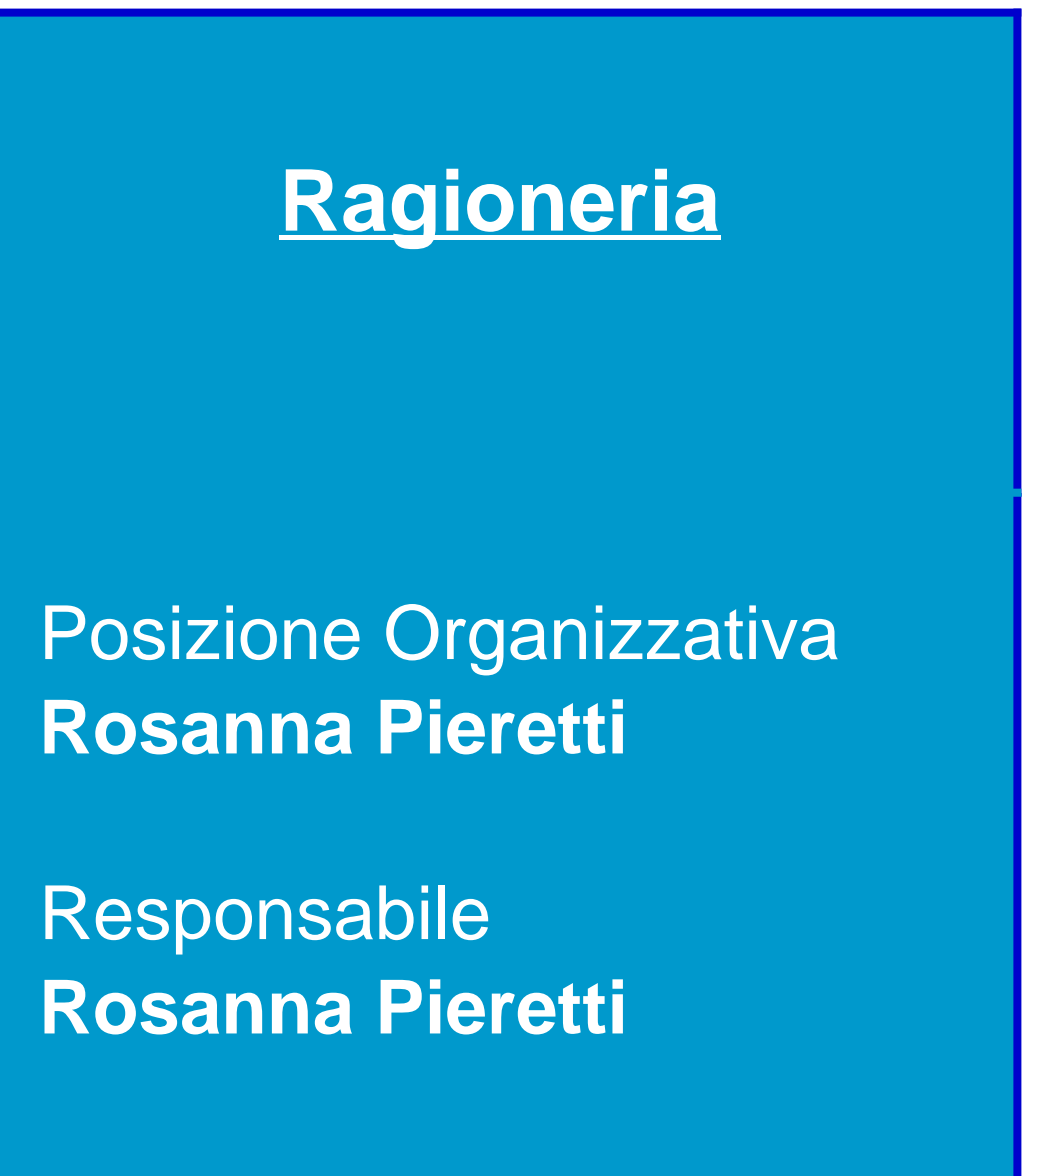 Ragioneria
Posizione Organizzativa
Rosanna Pieretti
Responsabile
Rosanna Pieretti